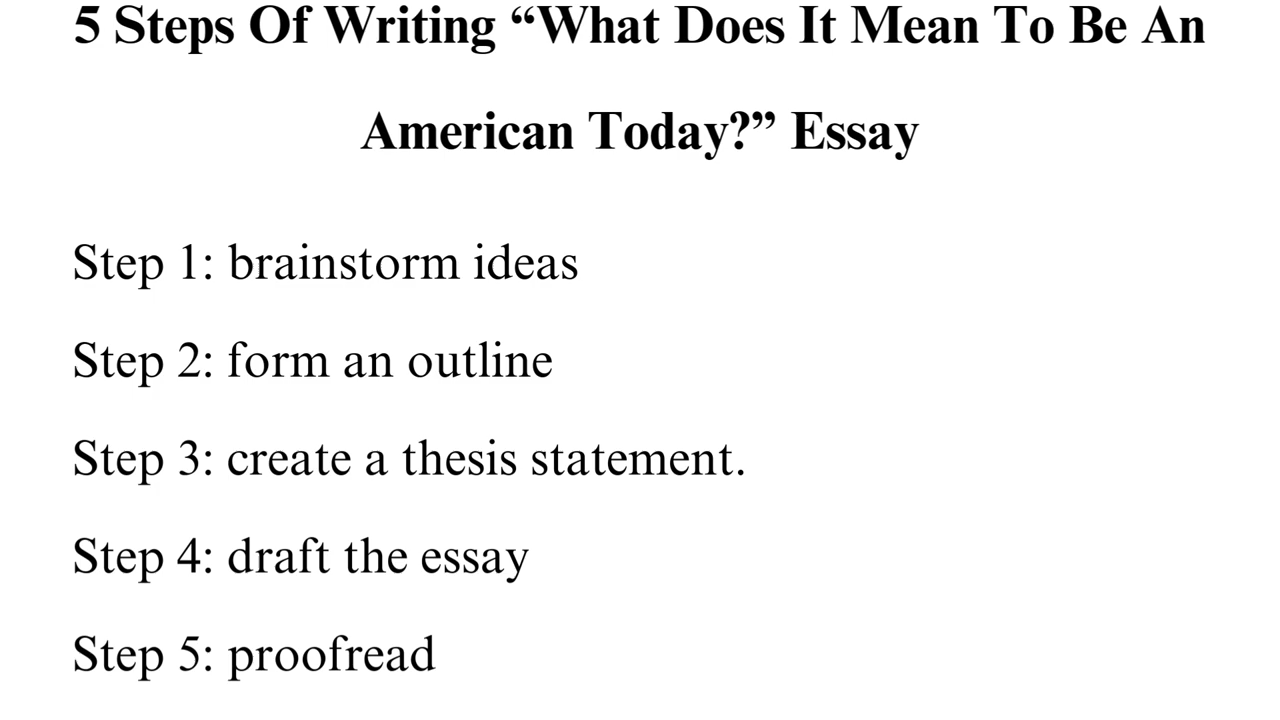 5 Steps Of Writing “What Does It Mean To Be An
American Today?” Essay
Step 1: brainstorm ideas
Step 2: form an outline
Step 3: create a thesis statement.
Step 4: draft the essay
Step 5: proofread